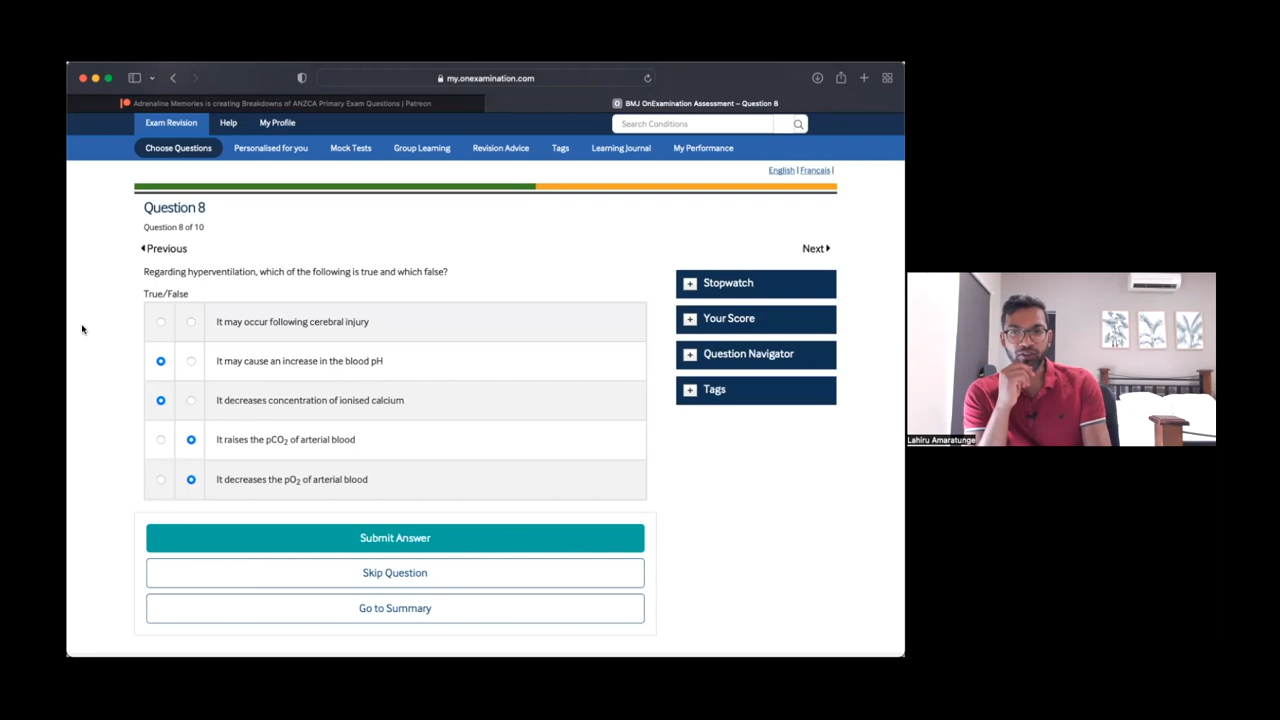 my.onexamination.com
Adrenaline Memories is creating Breakdowns of ANZCA Primary Exam Questions | Patreon
BMJ OnExamination Assessment – Question 8
Exam Revision
Help
My Profile
Search Conditions
Choose Questions
Personalised for you
Mock Tests
Group Learning
Revision Advice
Tags
Learning Journal
My Performance
English | Français |
Question 8
Question 8 of 10
Previous
Next
Regarding hyperventilation, which of the following is true and which false?
True/False
It may occur following cerebral injury
It may cause an increase in the blood pH
It decreases concentration of ionised calcium
It raises the pCO2 of arterial blood
It decreases the pO2 of arterial blood
Submit Answer
Skip Question
Go to Summary
Stopwatch
Your Score
Question Navigator
Tags
Lahiru Amaratunge